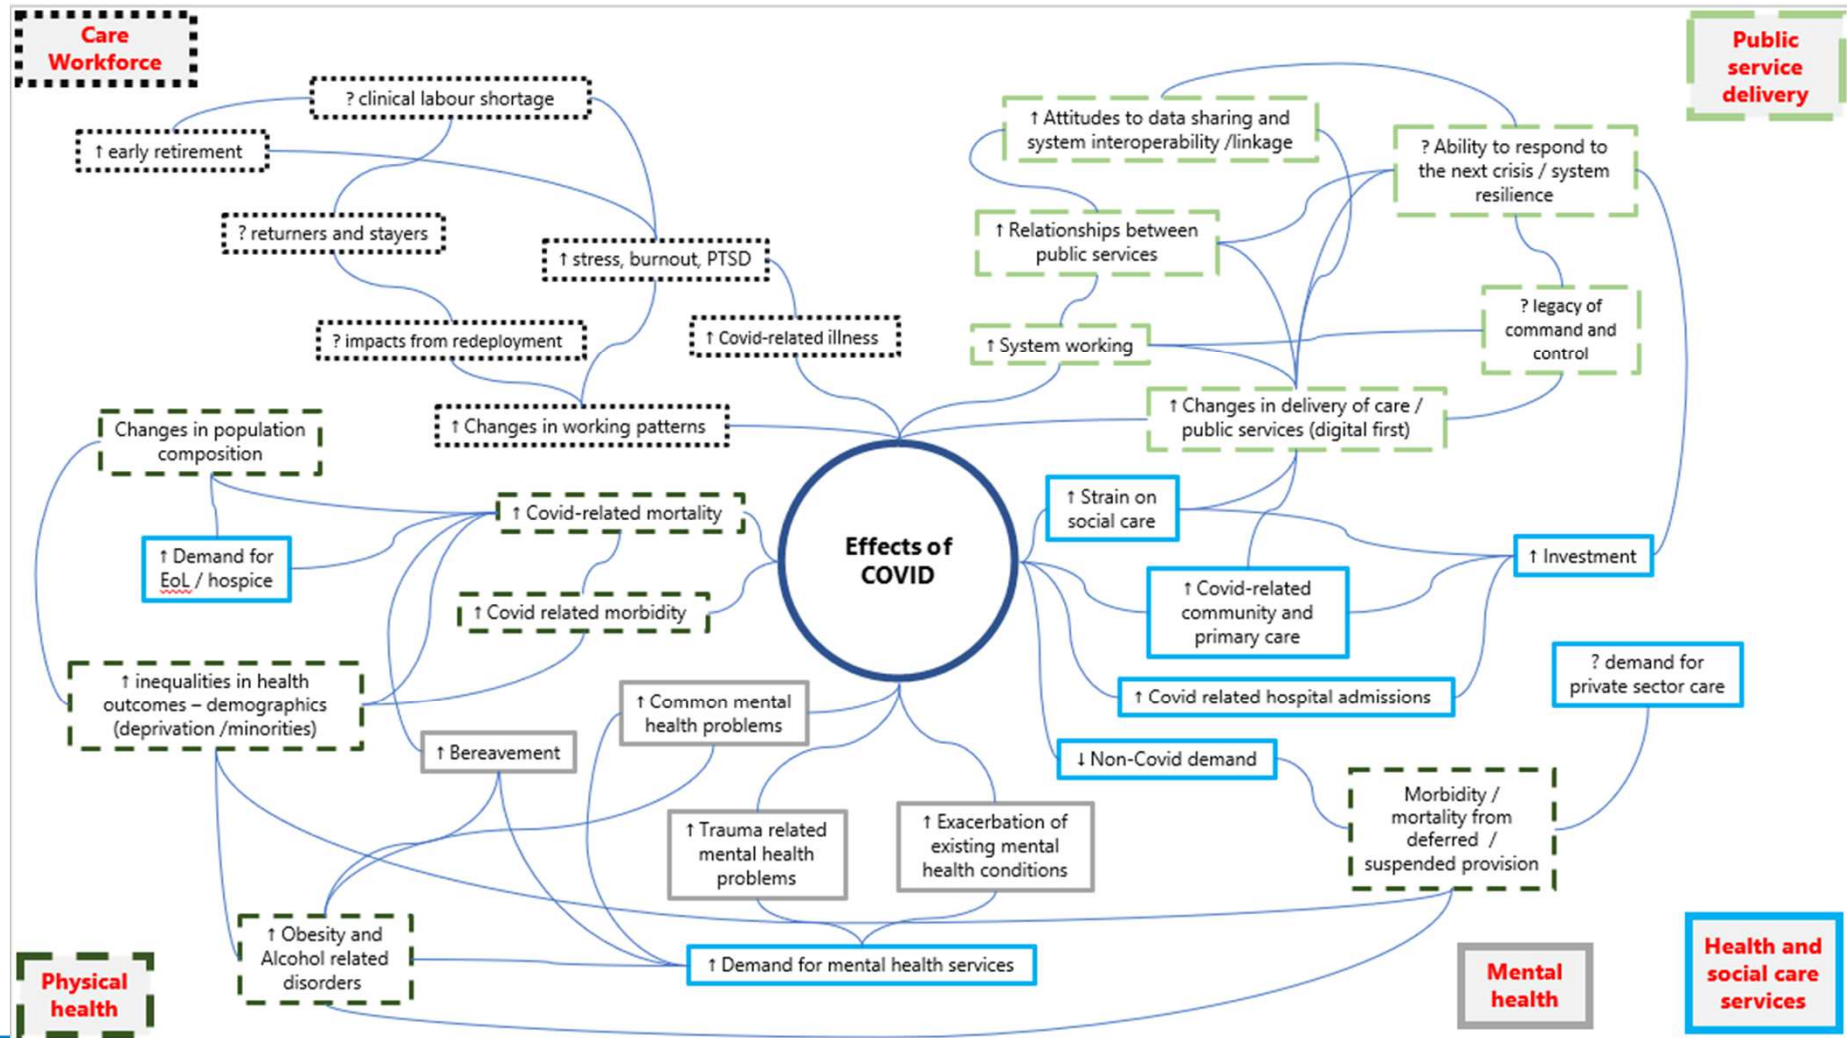 Care
Workforce
? clinical labour shortage
↑ early retirement
? returners and stayers
↑ stress, burnout, PTSD
? impacts from redeployment
↑ Covid-related illness
↑ Changes in working patterns
Public
service
delivery
↑ Attitudes to data sharing and
system interoperability /linkage
? Ability to respond to
the next crisis / system
resilience
↑ Relationships between
public services
? legacy of
command and
control
↑ System working
↑ Changes in delivery of care /
public services (digital first)
Changes in population
composition
↑ Covid-related mortality
↑ Demand for
EoL / hospice
↑ Covid related morbidity
↑ inequalities in health
outcomes – demographics
(deprivation /minorities)
Effects of
COVID
↑ Strain on
social care
↑ Investment
↑ Covid-related
community and
primary care
↑ Covid related hospital admissions
? demand for
private sector care
↓ Non-Covid demand
Morbidity /
mortality from
deferred /
suspended provision
↑ Common mental
health problems
↑ Bereavement
↑ Trauma related
mental health
problems
↑ Exacerbation of
existing mental
health conditions
↑ Obesity and
Alcohol related
disorders
↑ Demand for mental health services
Physical
health
Mental
health
Health and
social care
services